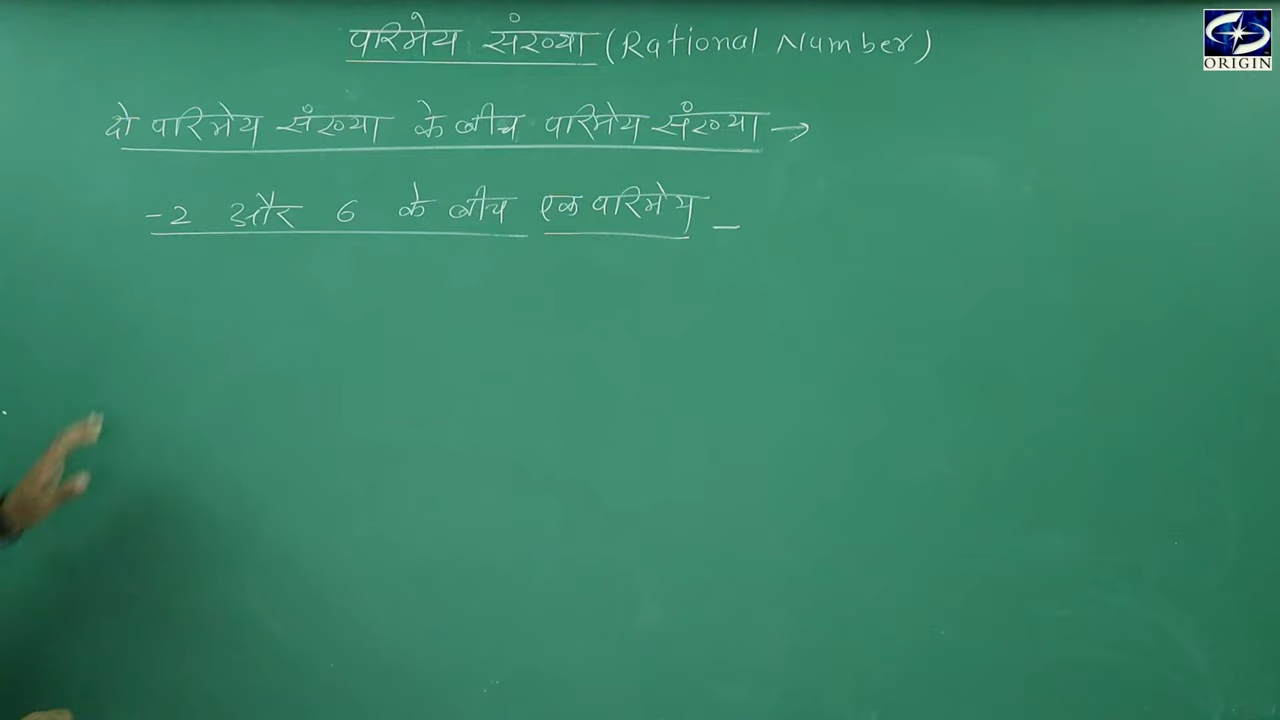 परिमेय संख्या (Rational Number)
दो परिमेय संख्या के बीच परिमेय संख्या →
-2 और 6 के बीच एक परिमेय _
ORIGIN